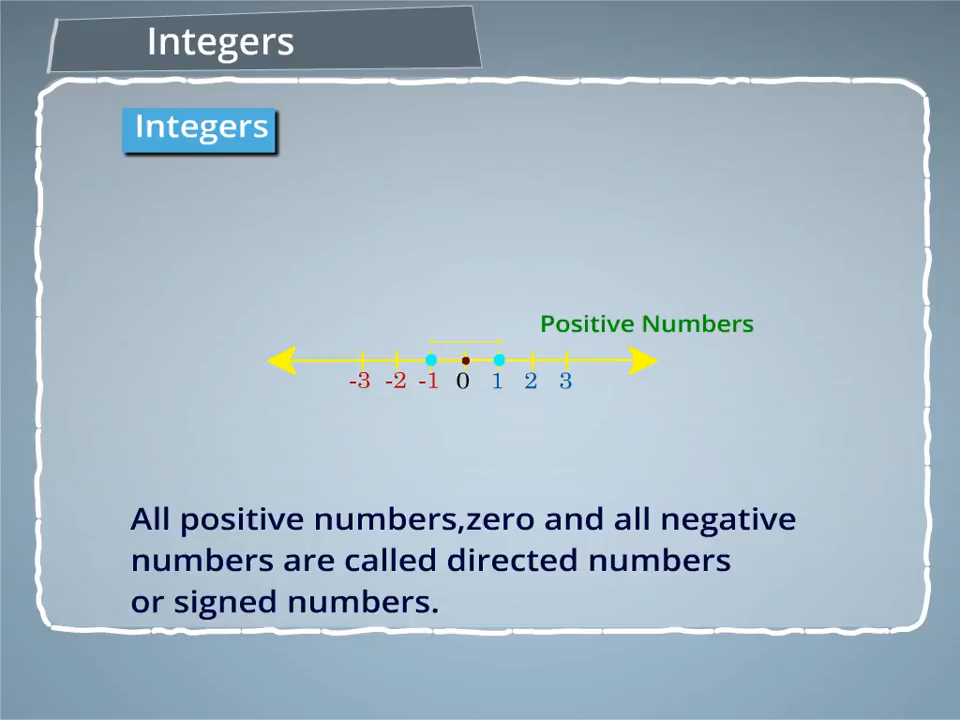 Integers
Integers
Positive Numbers
-3 -2 -1 0 1 2 3
All positive numbers,zero and all negative
numbers are called directed numbers
or signed numbers.